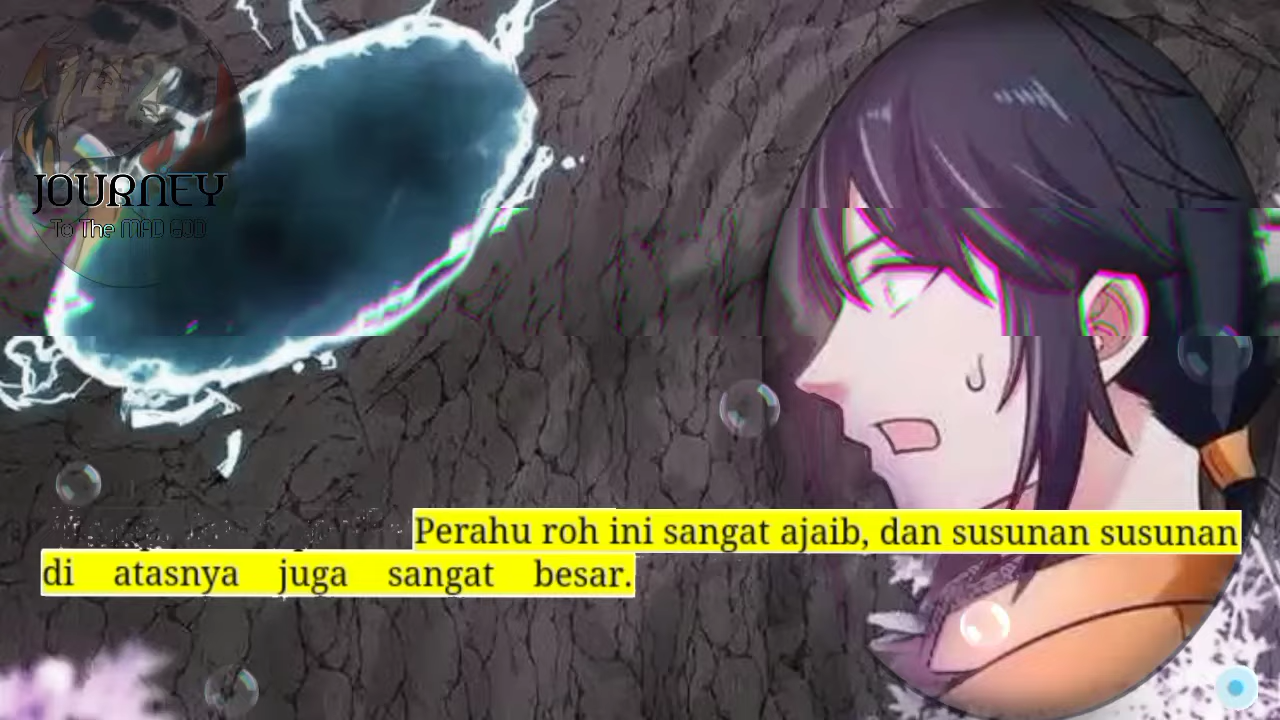 JOURNEY
To The MAD GOD
Perahu roh ini sangat ajaib, dan susunan susunan
di atasnya juga sangat besar.